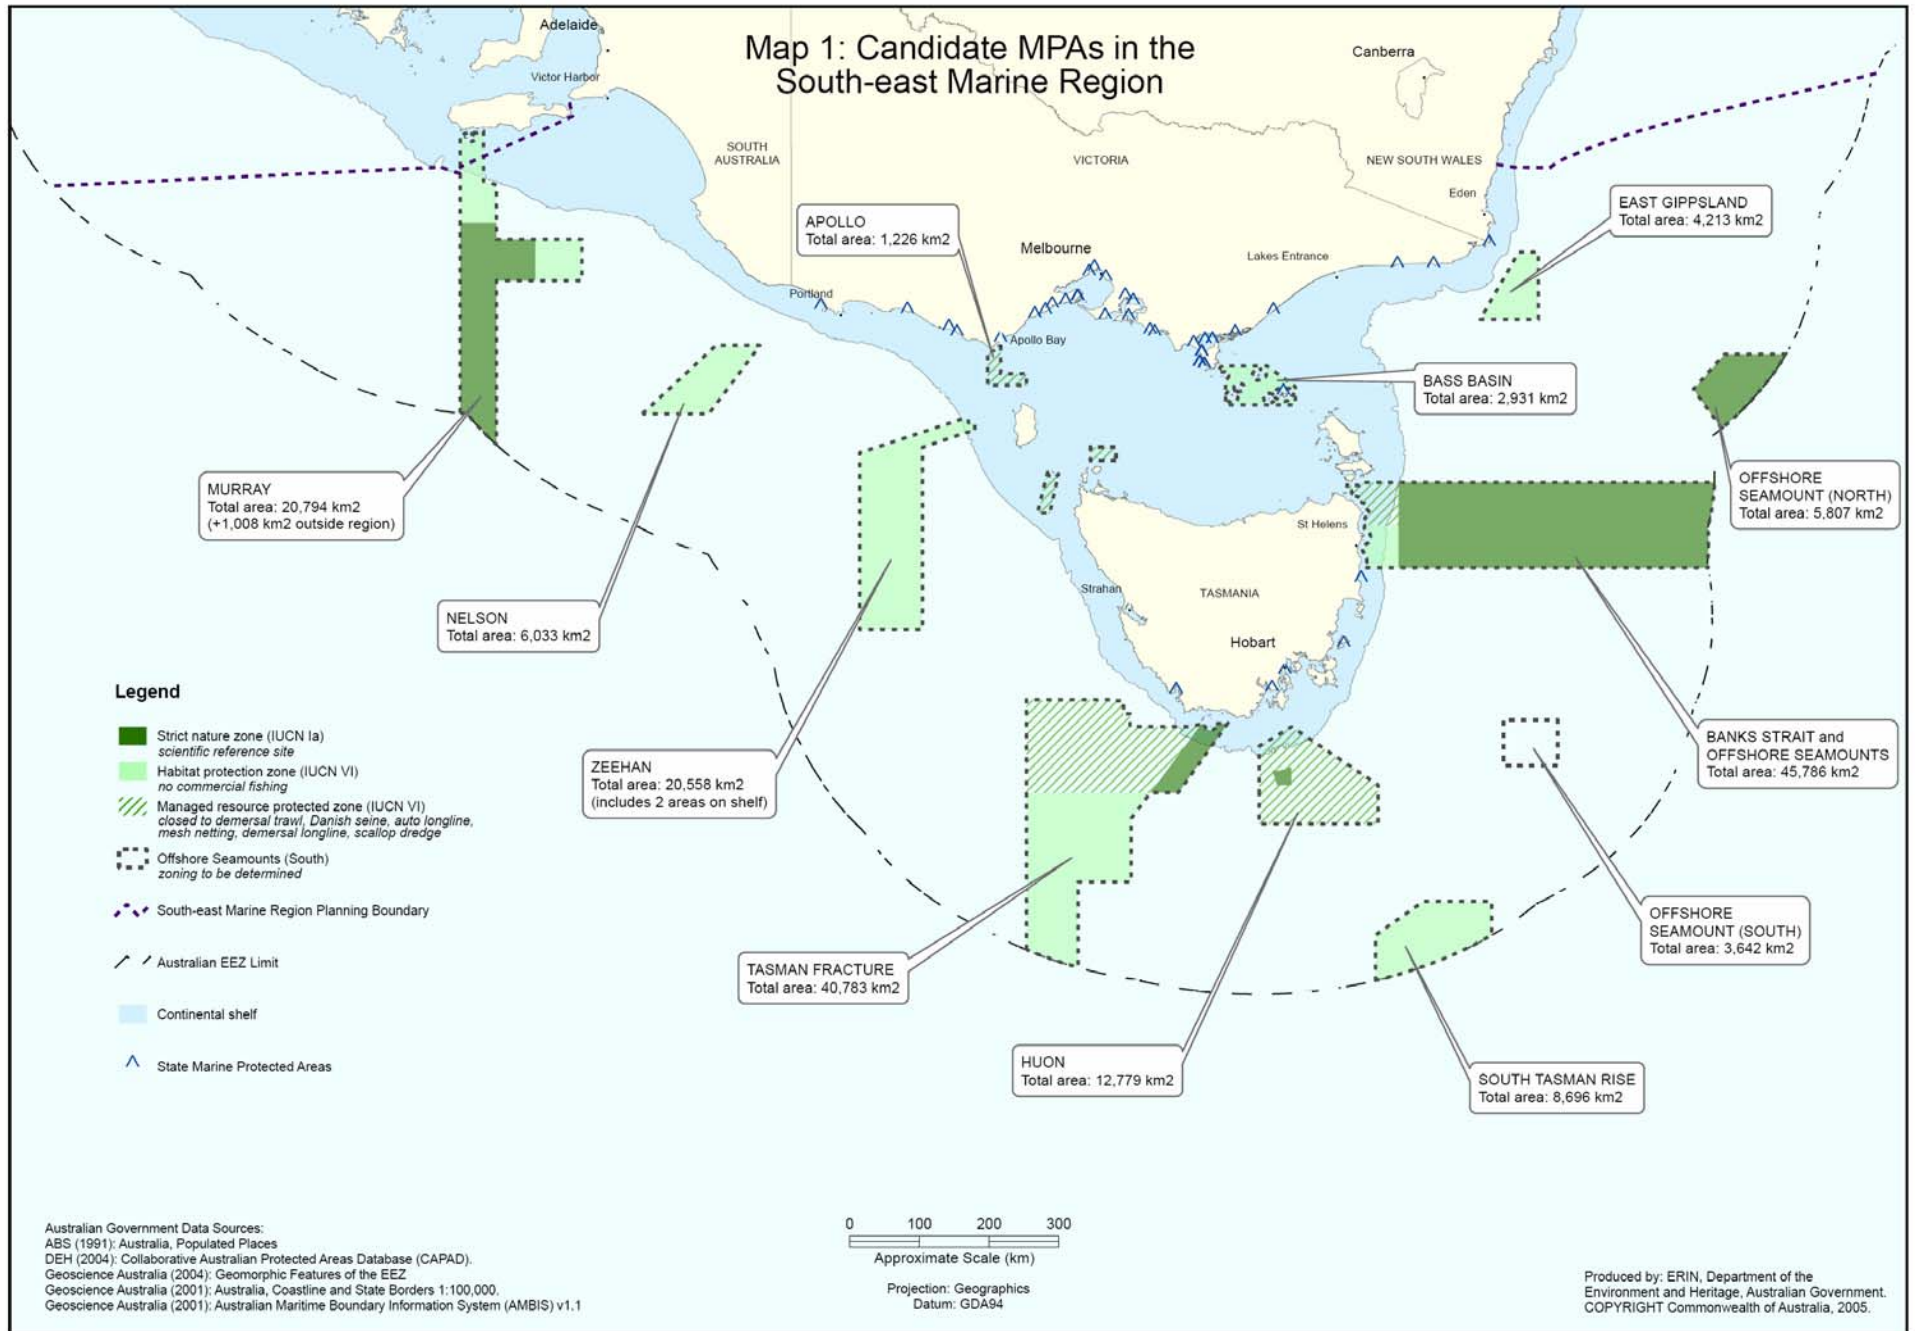 Map 1: Candidate MPAs in the
South-east Marine Region
Adelaide
Victor Harbor
Canberra
SOUTH
AUSTRALIA
VICTORIA
NEW SOUTH WALES
Eden
EAST GIPPSLAND
Total area: 4,213 km2
APOLLO
Total area: 1,226 km2
Melbourne
Lakes Entrance
Portland
Apollo Bay
BASS BASIN
Total area: 2,931 km2
MURRAY
Total area: 20,794 km2
(+1,008 km2 outside region)
OFFSHORE
SEAMOUNT (NORTH)
Total area: 5,807 km2
St Helens
Strahan
TASMANIA
NELSON
Total area: 6,033 km2
Hobart
Legend
Strict nature zone (IUCN Ia)
scientific reference site
Habitat protection zone (IUCN VI)
no commercial fishing
Managed resource protected zone (IUCN VI)
closed to demersal trawl, Danish seine, auto longline,
mesh netting, demersal longline, scallop dredge
Offshore Seamounts (South)
zoning to be determined
South-east Marine Region Planning Boundary
Australian EEZ Limit
Continental shelf
State Marine Protected Areas
ZEEHAN
Total area: 20,558 km2
(includes 2 areas on shelf)
BANKS STRAIT and
OFFSHORE SEAMOUNTS
Total area: 45,786 km2
OFFSHORE
SEAMOUNT (SOUTH)
Total area: 3,642 km2
TASMAN FRACTURE
Total area: 40,783 km2
HUON
Total area: 12,779 km2
SOUTH TASMAN RISE
Total area: 8,696 km2
Australian Government Data Sources:
ABS (1991): Australia, Populated Places
DEH (2004): Collaborative Australian Protected Areas Database (CAPAD).
Geoscience Australia (2004): Geomorphic Features of the EEZ
Geoscience Australia (2001): Australia, Coastline and State Borders 1:100,000.
Geoscience Australia (2001): Australian Maritime Boundary Information System (AMBIS) v1.1
0 100 200 300
Approximate Scale (km)
Projection: Geographics
Datum: GDA94
Produced by: ERIN, Department of the
Environment and Heritage, Australian Government.
COPYRIGHT Commonwealth of Australia, 2005.